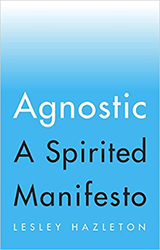 Agnostic
A Spirited
Manifesto
LESLEY HAZLETON